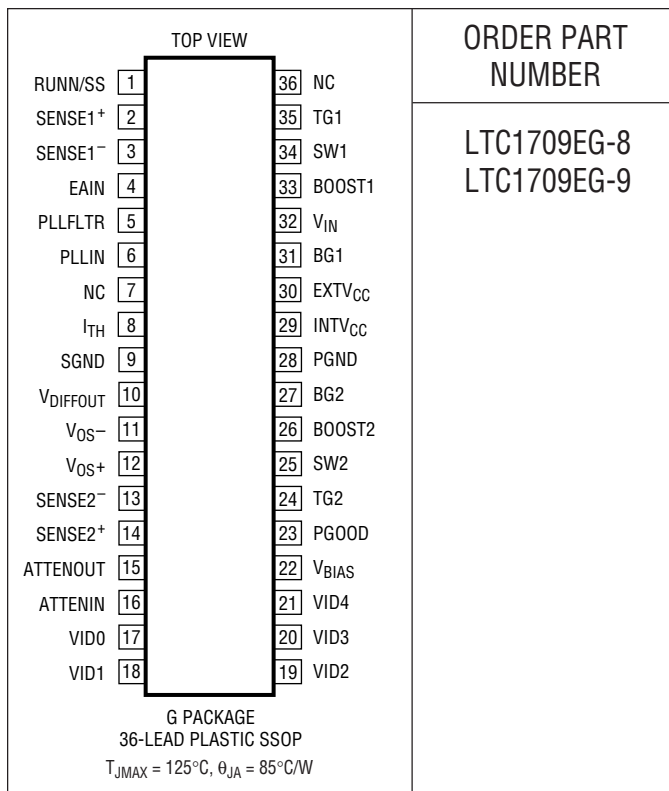 TOP VIEW
RUNN/SS 1
SENSE1+ 2
SENSE1− 3
EAIN 4
PLLFLTR 5
PLLIN 6
NC 7
ITH 8
SGND 9
VDIFFOUT 10
VOS− 11
VOS+ 12
SENSE2− 13
SENSE2+ 14
ATTENOUT 15
ATTENIN 16
VID0 17
VID1 18
36 NC
35 TG1
34 SW1
33 BOOST1
32 VIN
31 BG1
30 EXTVCC
29 INTVCC
28 PGND
27 BG2
26 BOOST2
25 SW2
24 TG2
23 PGOOD
22 VBIAS
21 VID4
20 VID3
19 VID2
G PACKAGE
36-LEAD PLASTIC SSOP
TJMAX = 125°C, θJA = 85°C/W
ORDER PART
NUMBER
LTC1709EG-8
LTC1709EG-9